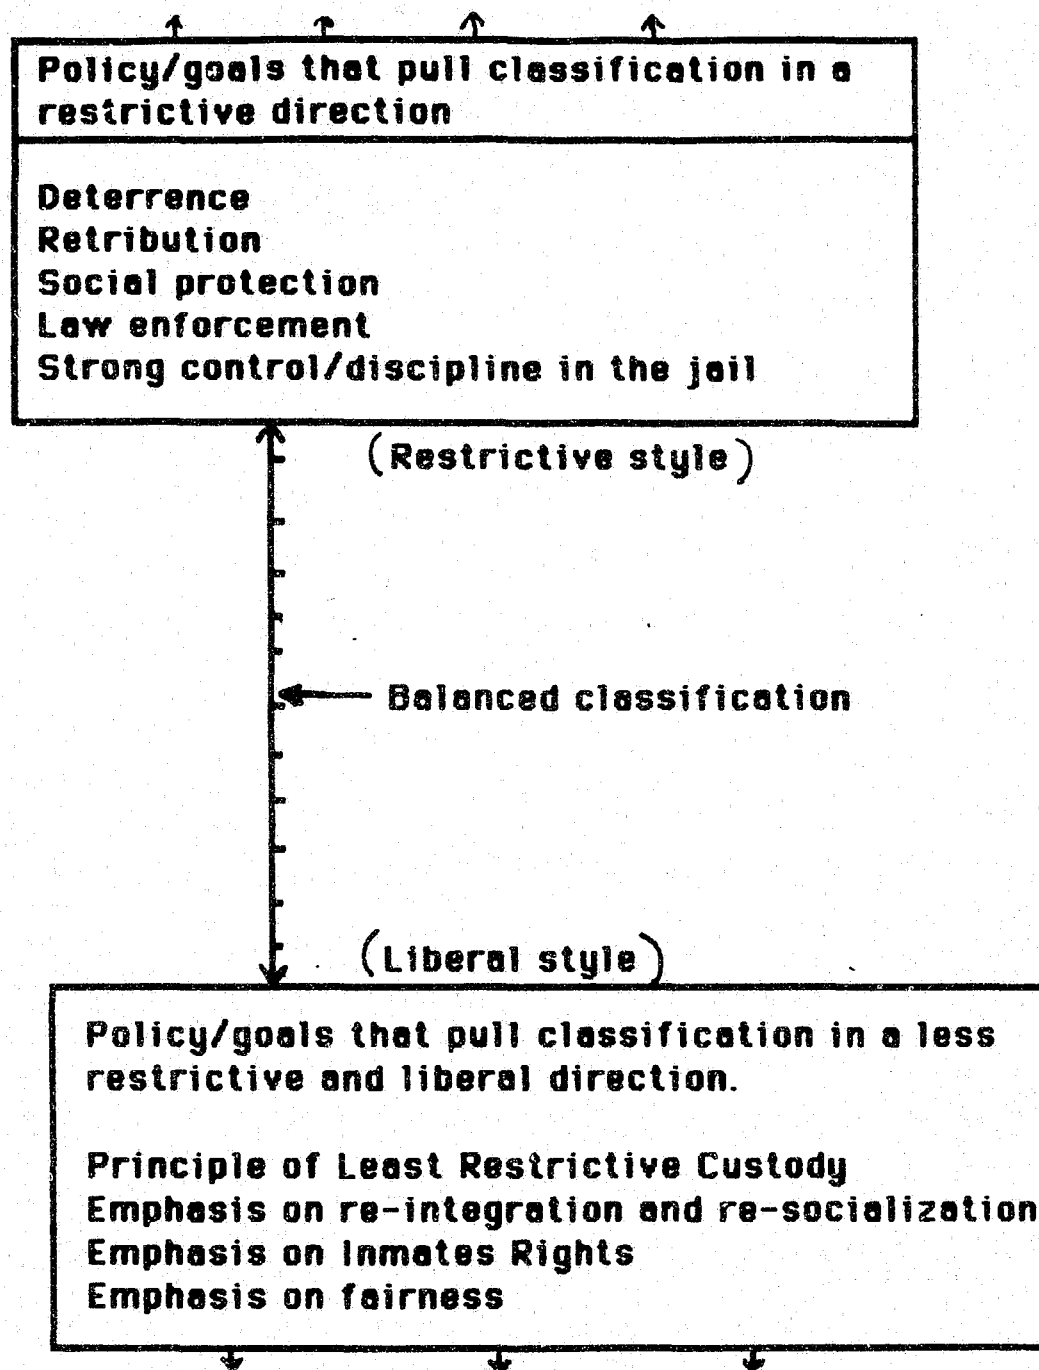 Policy/goals that pull classification in a
restrictive direction
Deterrence
Retribution
Social protection
Law enforcement
Strong control/discipline in the jail
(Restrictive style)
Balanced classification
(Liberal style)
Policy/goals that pull classification in a less
restrictive and liberal direction.
Principle of Least Restrictive Custody
Emphasis on re-integration and re-socialization
Emphasis on Inmates Rights
Emphasis on fairness